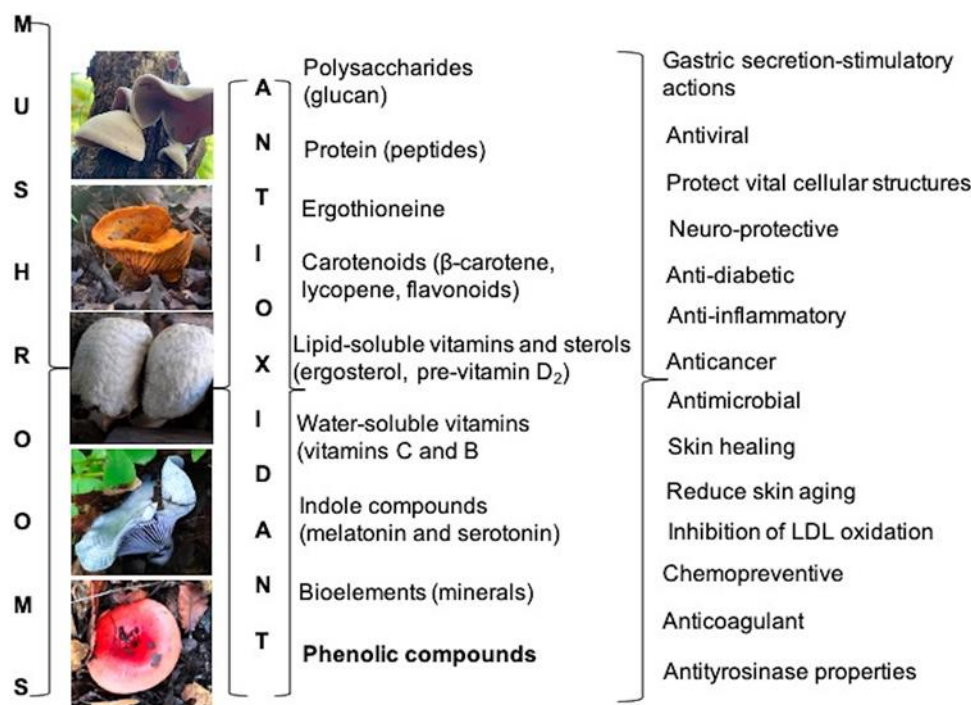 MUSHROOMS
ANTIOXIDANT
Polysaccharides
(glucan)
Protein (peptides)
Ergothioneine
Carotenoids (β-carotene,
lycopene, flavonoids)
Lipid-soluble vitamins and sterols
(ergosterol, pre-vitamin D₂)
Water-soluble vitamins
(vitamins C and B
Indole compounds
(melatonin and serotonin)
Bioelements (minerals)
Phenolic compounds
Gastric secretion-stimulatory
actions
Antiviral
Protect vital cellular structures
Neuro-protective
Anti-diabetic
Anti-inflammatory
Anticancer
Antimicrobial
Skin healing
Reduce skin aging
Inhibition of LDL oxidation
Chemopreventive
Anticoagulant
Antityrosinase properties